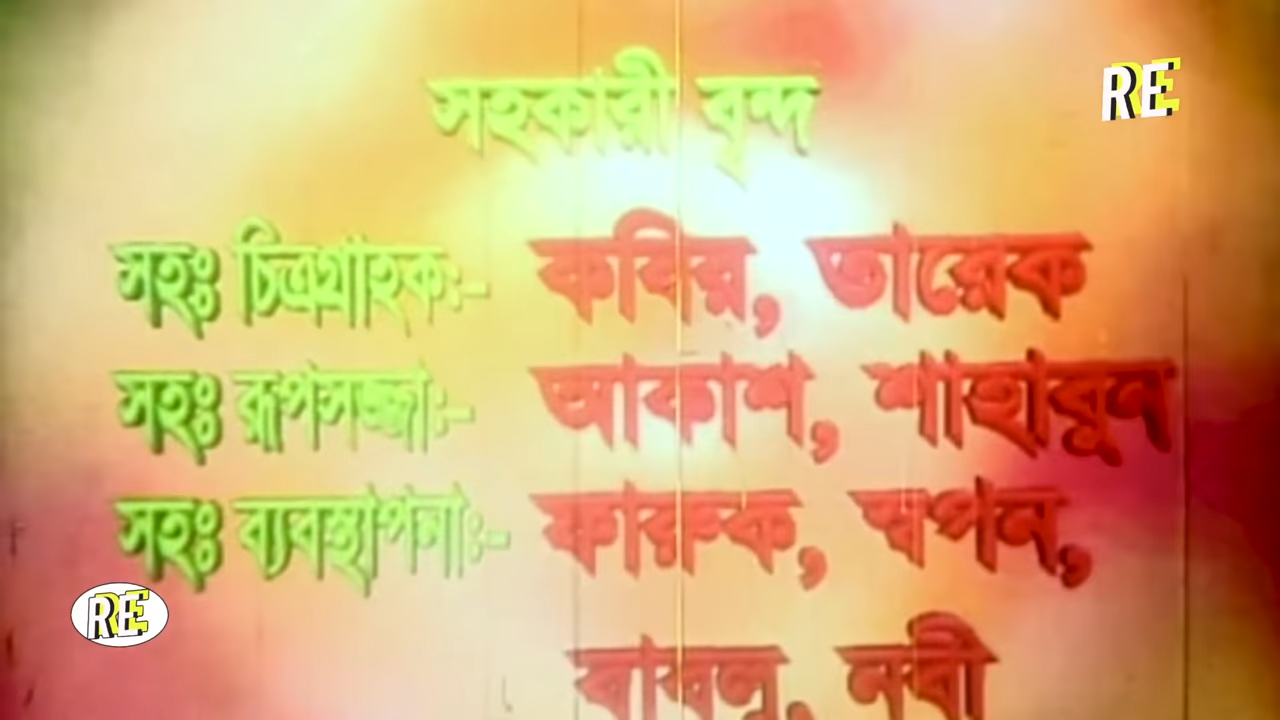 সহকারী বৃন্দ
RE
সহঃ চিত্রগ্রাহক:- কবির, তারেক
সহঃ রূপসজ্জা:- আকাশ, শাহাবুন
সহঃ ব্যবস্থাপনাঃ- ফারুক, স্বপন,
RE
বাবলু, নবী